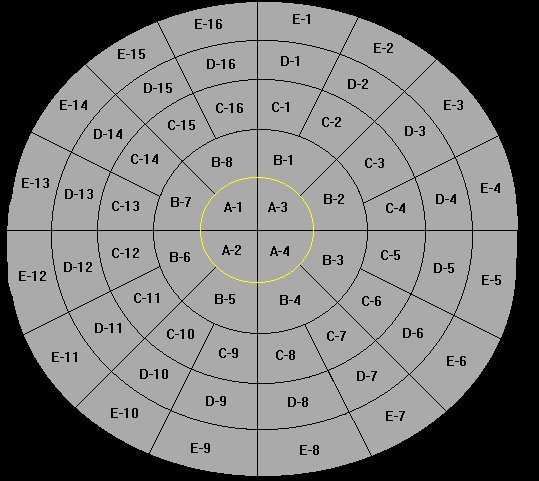 E-16 E-1
E-15 E-2
D-16 D-1
D-15 D-2
E-14 E-3
C-16 C-1
C-15 C-2
D-14 D-3
B-8 B-1
C-14 C-3
E-13 D-13 E-4
B-7 B-2 D-4
C-13 A-1 A-3 C-4
A-2 A-4
C-12 B-6 B-3 C-5
E-12 D-12 D-5 E-5
C-11 B-5 B-4 C-6
D-11 C-10 C-7 D-6
E-11 C-9 C-8 E-6
D-10 D-7
D-9 D-8
E-10 E-7
E-9 E-8